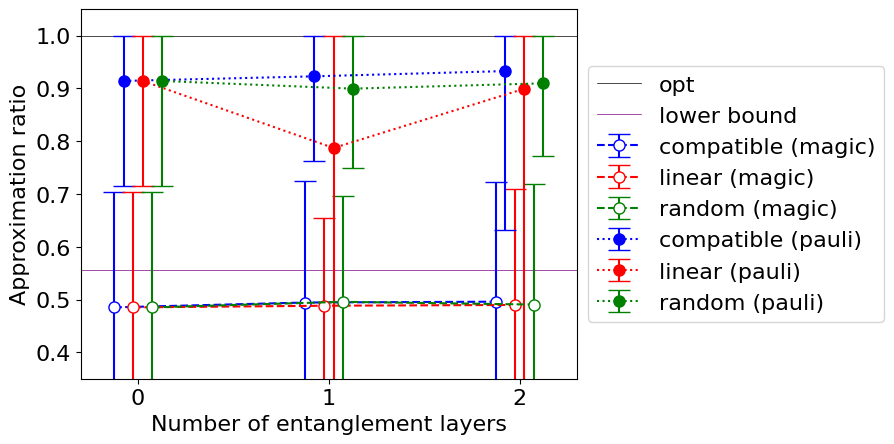 1.0
0.9
0.8
0.7
0.6
0.5
0.4
Approximation ratio
0
1
2
Number of entanglement layers
opt
lower bound
compatible (magic)
linear (magic)
random (magic)
compatible (pauli)
linear (pauli)
random (pauli)